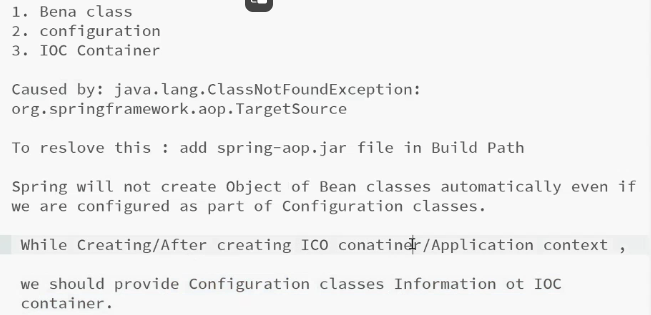 1. Bena class
2. configuration
3. IOC Container
Caused by: java.lang.ClassNotFoundException:
org.springframework.aop.TargetSource
To reslove this : add spring-aop.jar file in Build Path
Spring will not create Object of Bean classes automatically even if
we are configured as part of Configuration classes.
While Creating/After creating ICO conatiner/Application context ,
we should provide Configuration classes Information ot IOC
container.